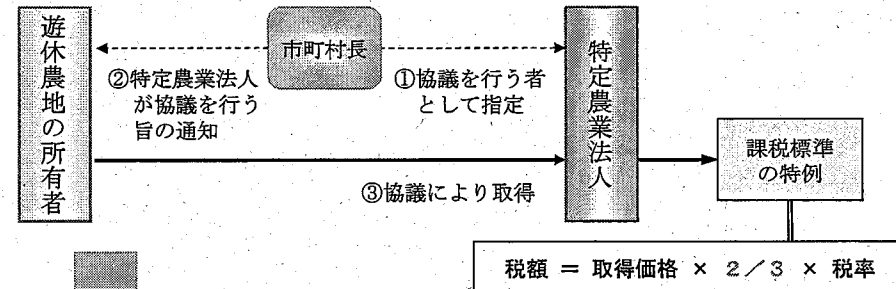 遊休農地の所有者
市町村長
特定農業法人
②特定農業法人
が協議を行う
旨の通知
①協議を行う者
として指定
③協議により取得
課税標準
の特例
税額 ＝ 取得価格 × ２／３ × 税率